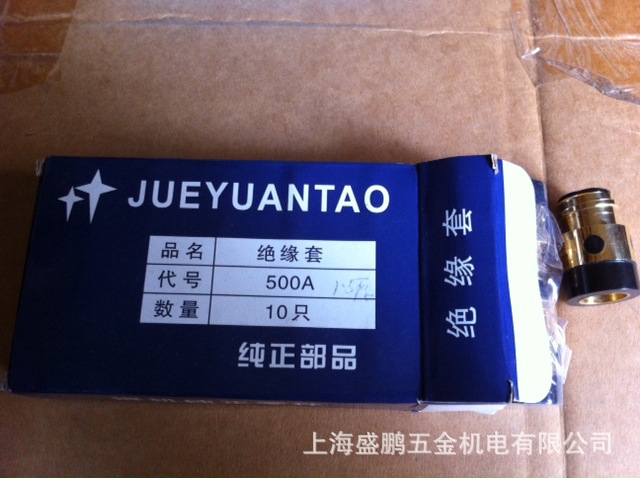 JUEYUANTAO
品名 绝缘套
代号 500A
数量 10只
纯正部品
绝缘套
上海盛鹏五金机电有限公司